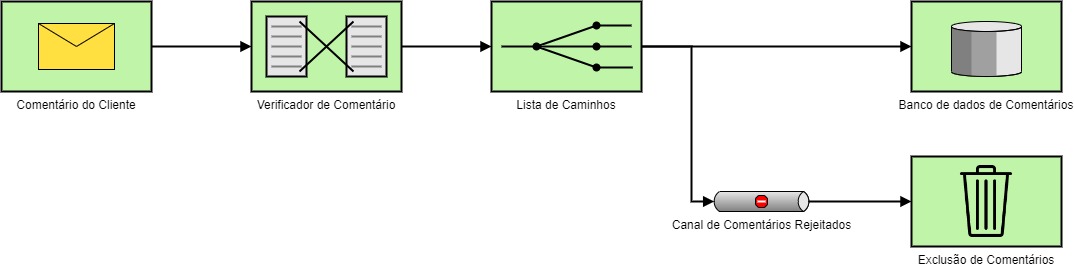 Comentário do Cliente
Verificador de Comentário
Lista de Caminhos
Banco de dados de Comentários
Canal de Comentários Rejeitados
Exclusão de Comentários